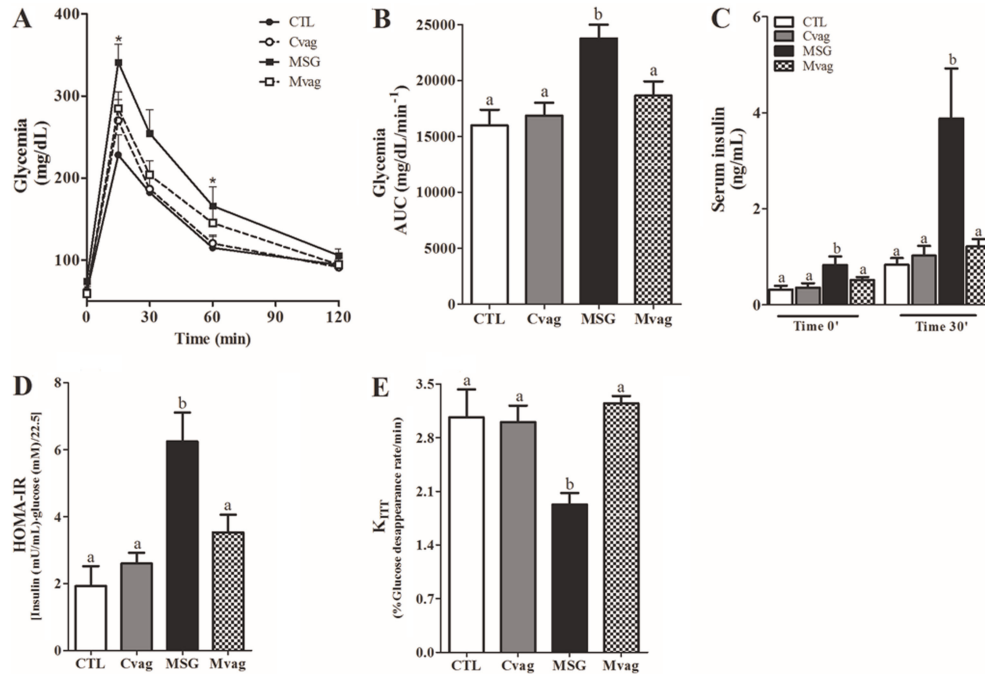 A
400
300
200
100
Glycemia
(mg/dL)
*
*
CTL
Cvag
MSG
Mvag
0
30
60
90
120
Time (min)
B
25000
20000
15000
10000
5000
0
Glycemia
AUC (mg/dL/min⁻¹)
a
a
b
a
CTL
Cvag
MSG
Mvag
C
6
4
2
0
Serum insulin
(ng/mL)
CTL
Cvag
MSG
Mvag
a
a
b
a
a
a
b
a
Time 0'
Time 30'
D
8
6
4
2
0
HOMA-IR
[Insulin (mU/mL)-glucose (mM)/22.5]
a
a
b
a
CTL
Cvag
MSG
Mvag
E
3.5
2.8
2.1
1.4
0.7
0.0
KITT
(%Glucose desappearance rate/min)
a
a
b
a
CTL
Cvag
MSG
Mvag